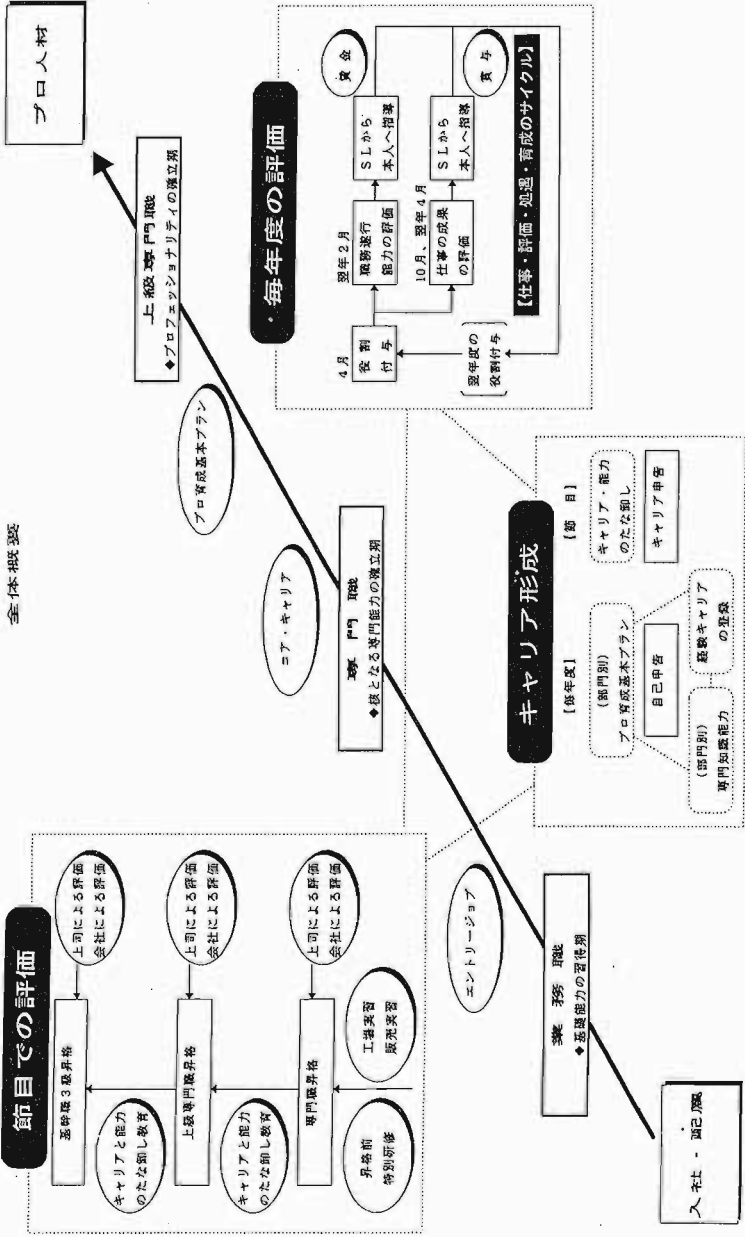 全体概要
プロ人材
上級専門職
◆プロフェッショナリティの確立期
プロ育成基本プラン
専門職
◆核となる専門能力の確立期
コア・キャリア
エントリージョブ
業務職
◆基礎能力の習得期
入社・配属
節目での評価
基幹職3級昇格
上司による評価
会社による評価
キャリアと能力
のたな卸し教育
上級専門職昇格
上司による評価
会社による評価
キャリアと能力
のたな卸し教育
専門職昇格
上司による評価
会社による評価
昇格前
特別研修
工場実習
販売実習
キャリア形成
【毎年度】
(部門別)
プロ育成基本プラン
自己申告
(部門別)
専門知識能力
経験キャリア
の登録
【節 目】
キャリア・能力
のたな卸し
キャリア申告
・毎年度の評価
4月
役割
付与
翌年2月
職務遂行
能力の評価
SLから
本人へ指導
賃金
10月、翌年4月
仕事の成果
の評価
SLから
本人へ指導
賞与
翌年度の
役割付与
【仕事・評価・処遇・育成のサイクル】